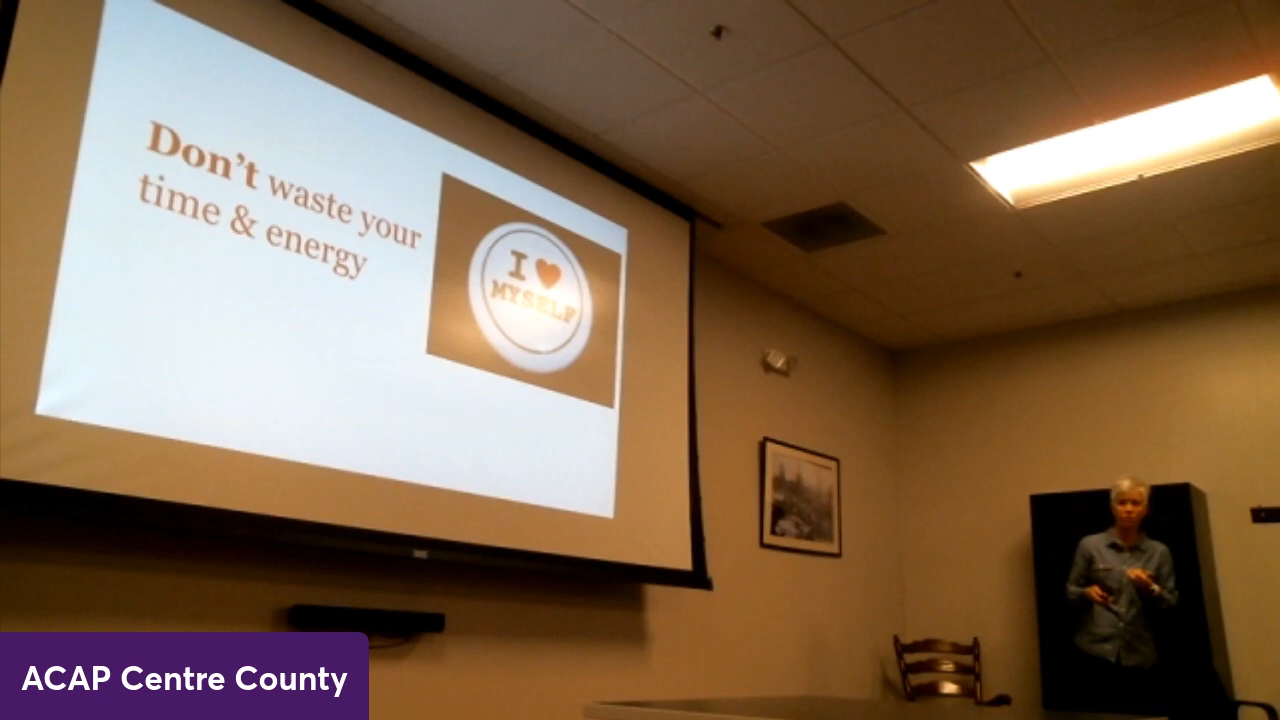 Don't waste your
time & energy
I ♥
MYSELF
ACAP Centre County